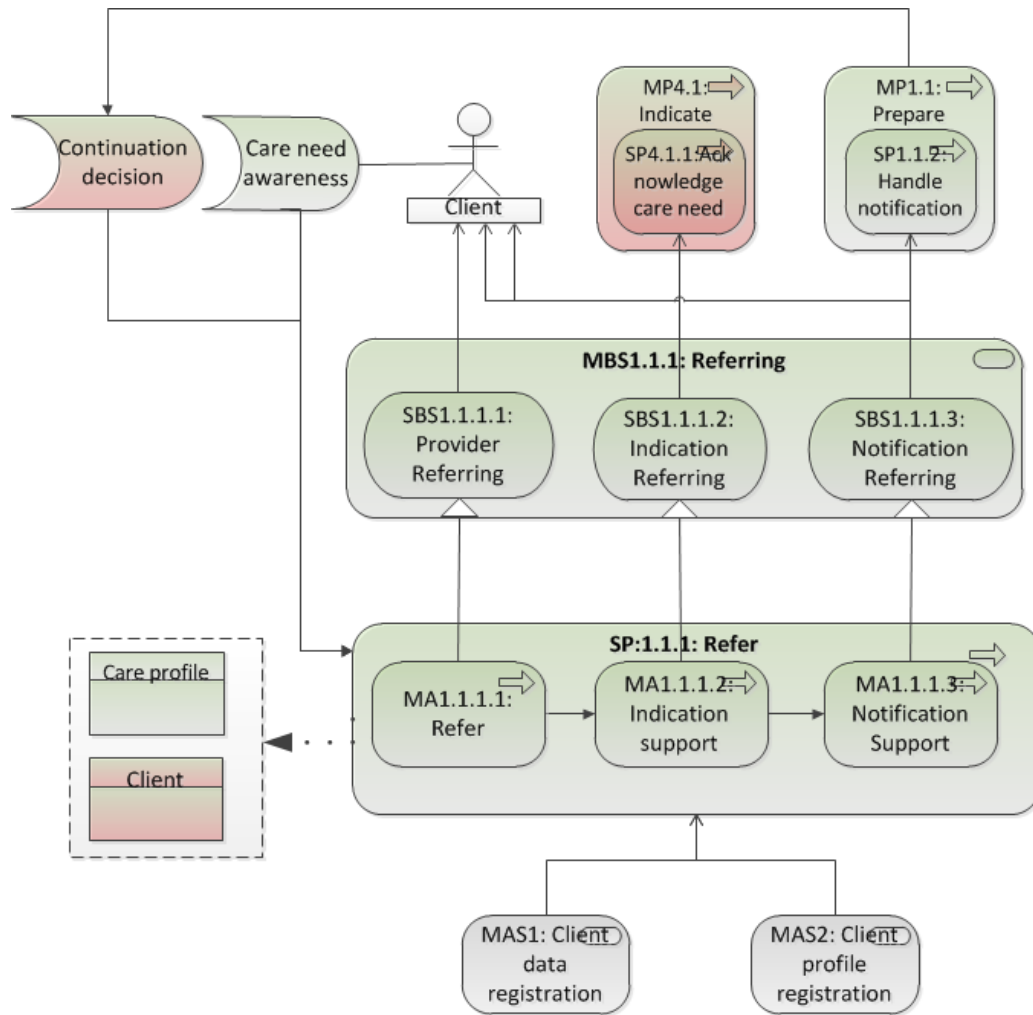 Continuation
decision
Care need
awareness
Client
MP4.1:
Indicate
SP4.1.1:Ack
nowledge
care need
MP1.1:
Prepare
SP1.1.2:
Handle
notification
MBS1.1.1: Referring
SBS1.1.1.1:
Provider
Referring
SBS1.1.1.2:
Indication
Referring
SBS1.1.1.3:
Notification
Referring
SP:1.1.1: Refer
MA1.1.1.1:
Refer
MA1.1.1.2:
Indication
support
MA1.1.1.3:
Notification
Support
Care profile
Client
MAS1: Client
data
registration
MAS2: Client
profile
registration